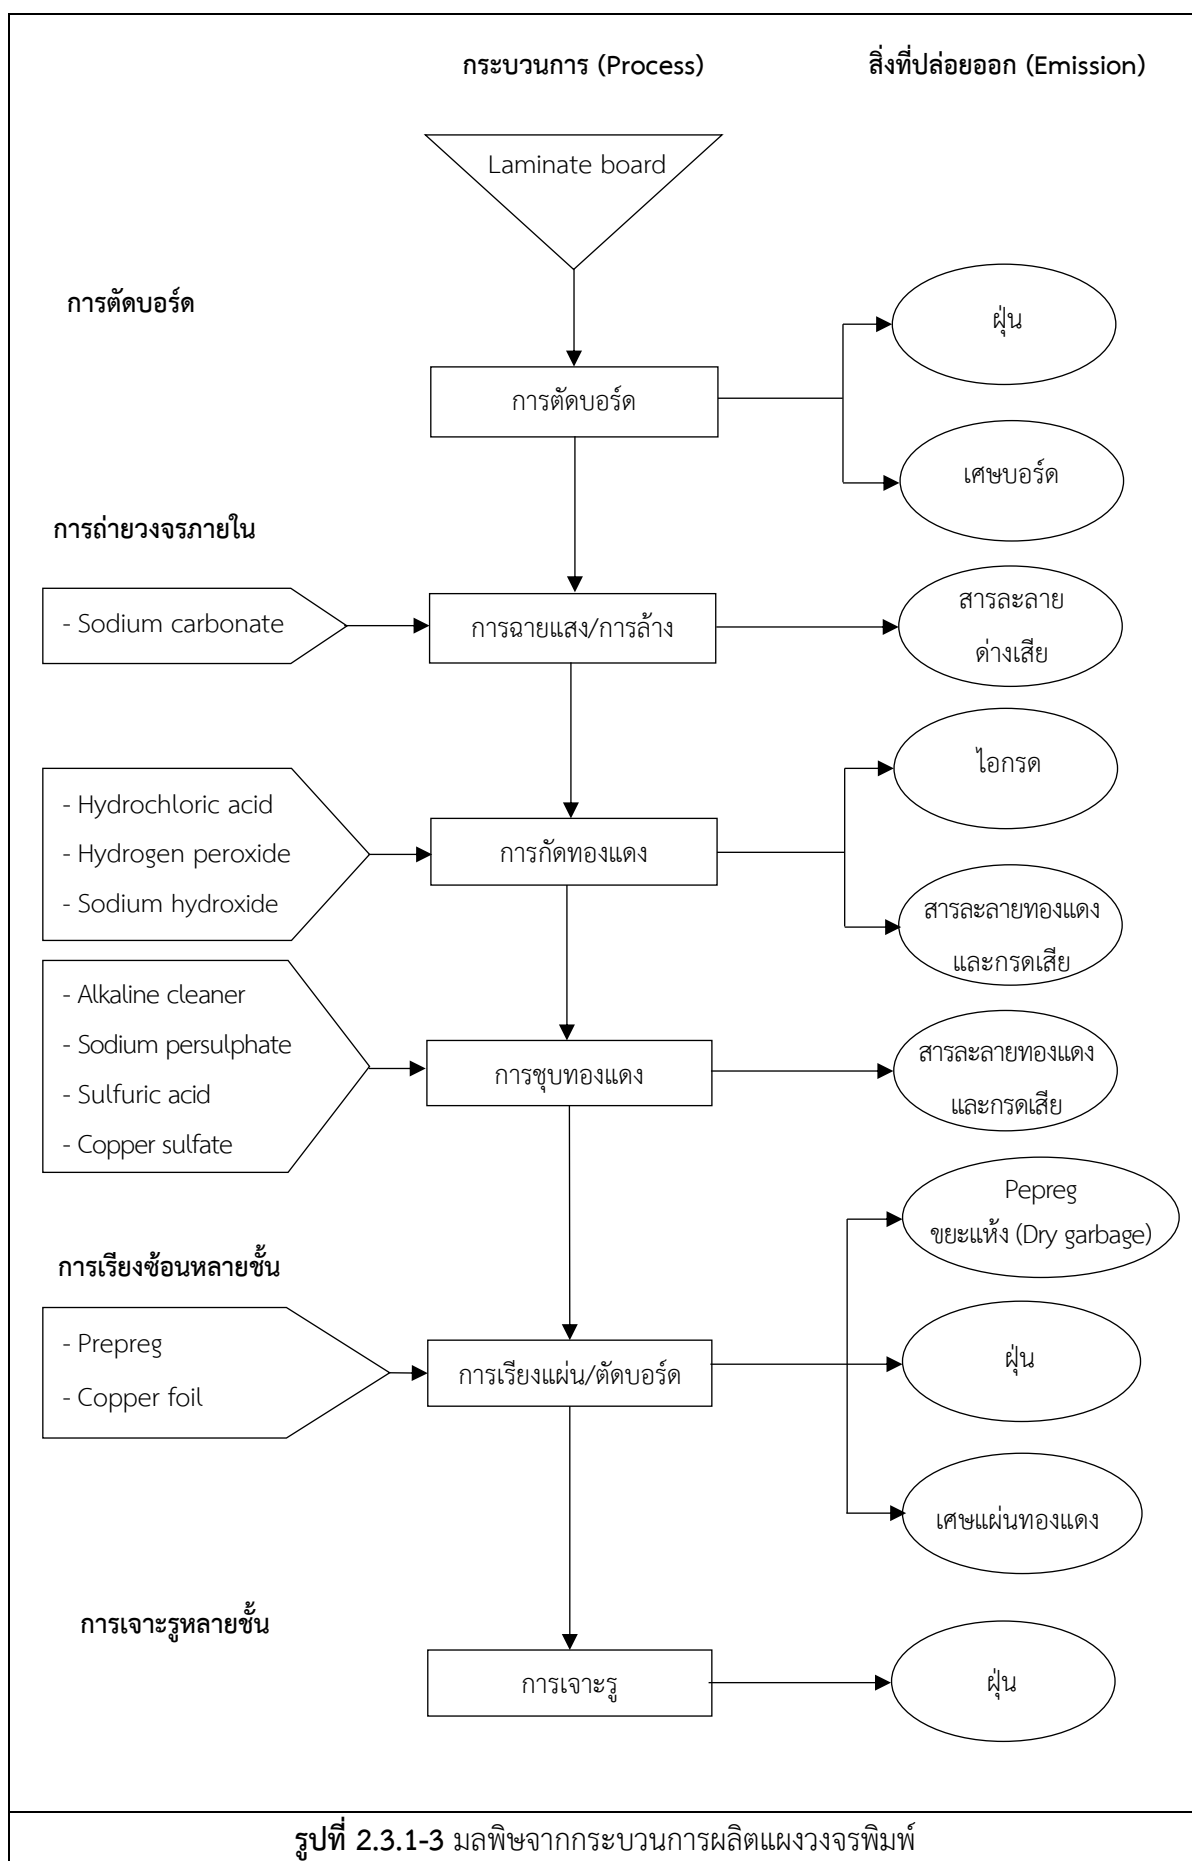 กระบวนการ (Process)
สิ่งที่ปล่อยออก (Emission)
Laminate board
การตัดบอร์ด
ฝุ่น
การตัดบอร์ด
เศษบอร์ด
การถ่ายวงจรภายใน
- Sodium carbonate
การฉายแสง/การล้าง
สารละลาย
ด่างเสีย
- Hydrochloric acid
- Hydrogen peroxide
- Sodium hydroxide
การกัดทองแดง
ไอกรด
สารละลายทองแดง
และกรดเสีย
- Alkaline cleaner
- Sodium persulphate
- Sulfuric acid
- Copper sulfate
การชุบทองแดง
สารละลายทองแดง
และกรดเสีย
การเรียงซ้อนหลายชั้น
- Prepreg
- Copper foil
การเรียงแผ่น/ตัดบอร์ด
Pepreg
ขยะแห้ง (Dry garbage)
ฝุ่น
เศษแผ่นทองแดง
การเจาะรูหลายชั้น
การเจาะรู
ฝุ่น
รูปที่ 2.3.1-3 มลพิษจากกระบวนการผลิตแผงวงจรพิมพ์